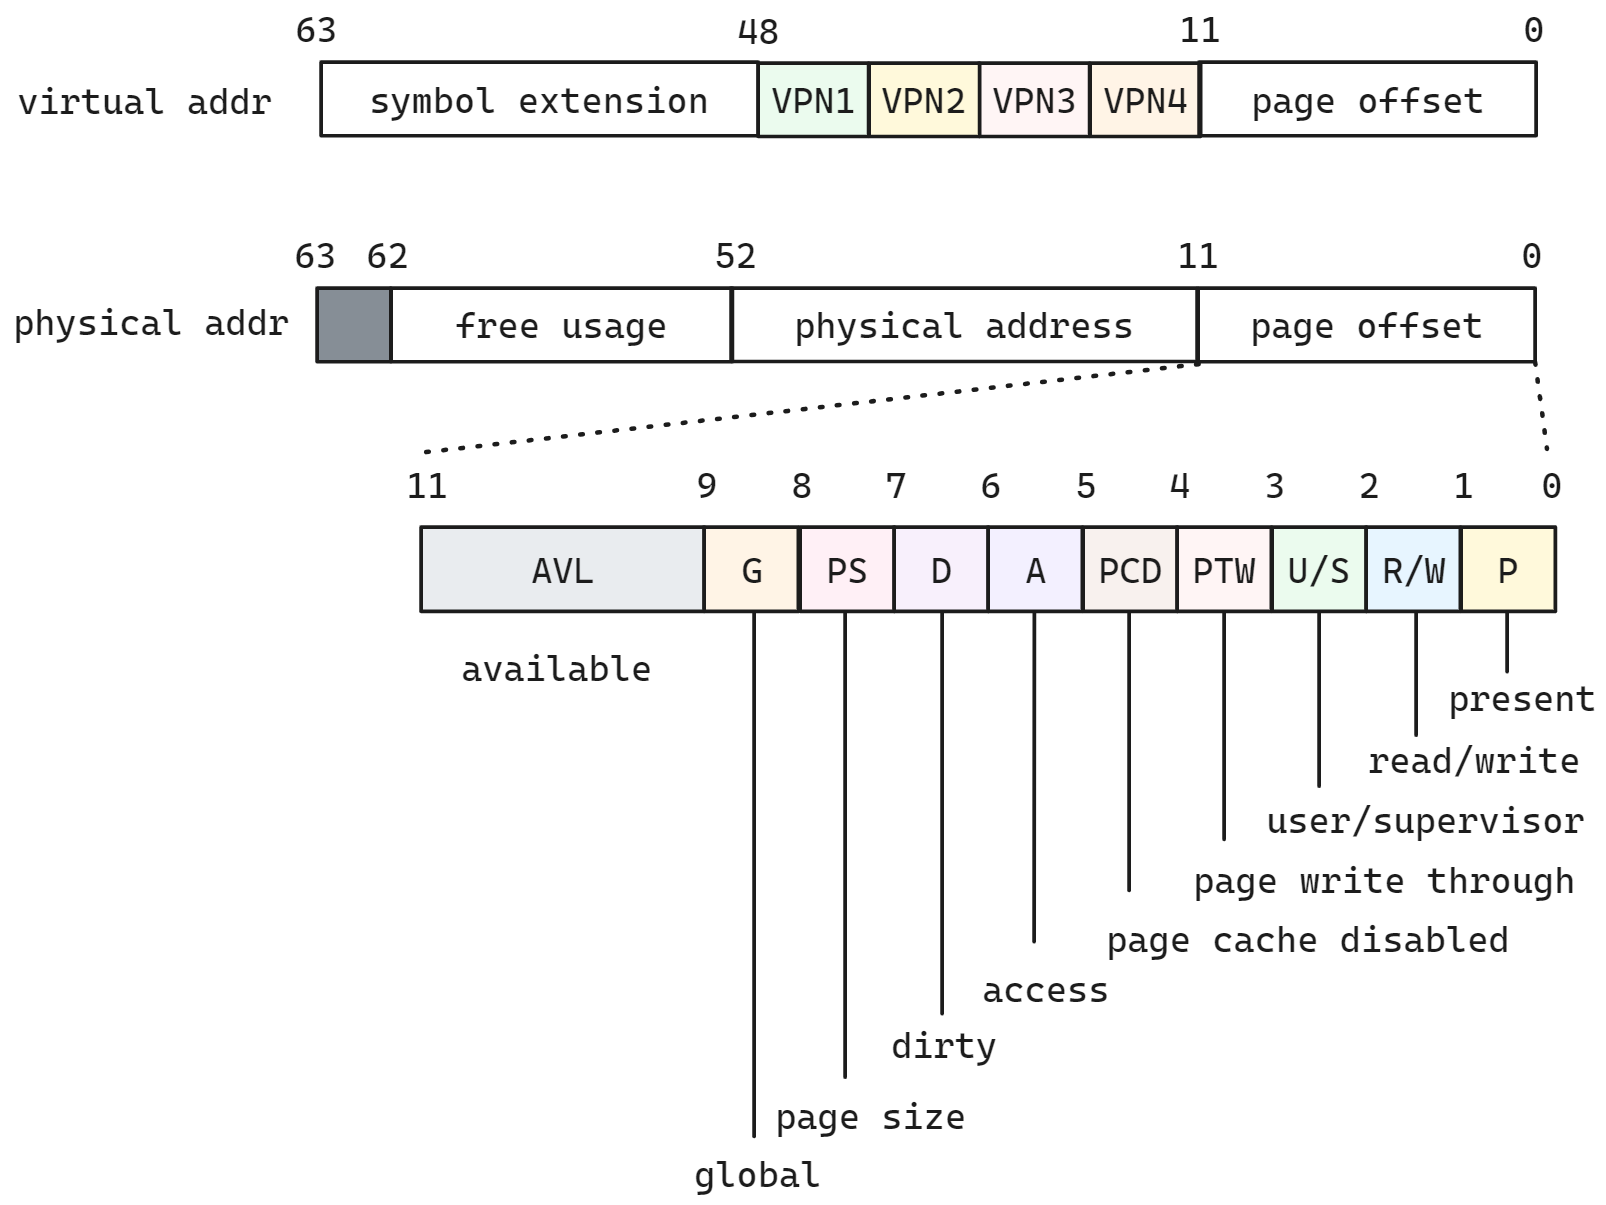 63 48 11 0
virtual addr symbol extension VPN1 VPN2 VPN3 VPN4 page offset
63 62 52 11 0
physical addr free usage physical address page offset
11 9 8 7 6 5 4 3 2 1 0
AVL G PS D A PCD PTW U/S R/W P
available
present
read/write
user/supervisor
page write through
page cache disabled
access
dirty
page size
global